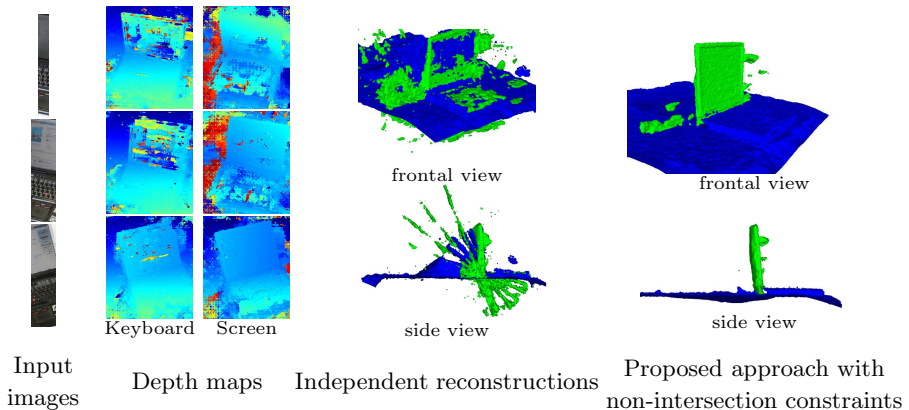 frontal view
frontal view
Keyboard
Screen
side view
side view
Input
images
Depth maps
Independent reconstructions
Proposed approach with
non-intersection constraints